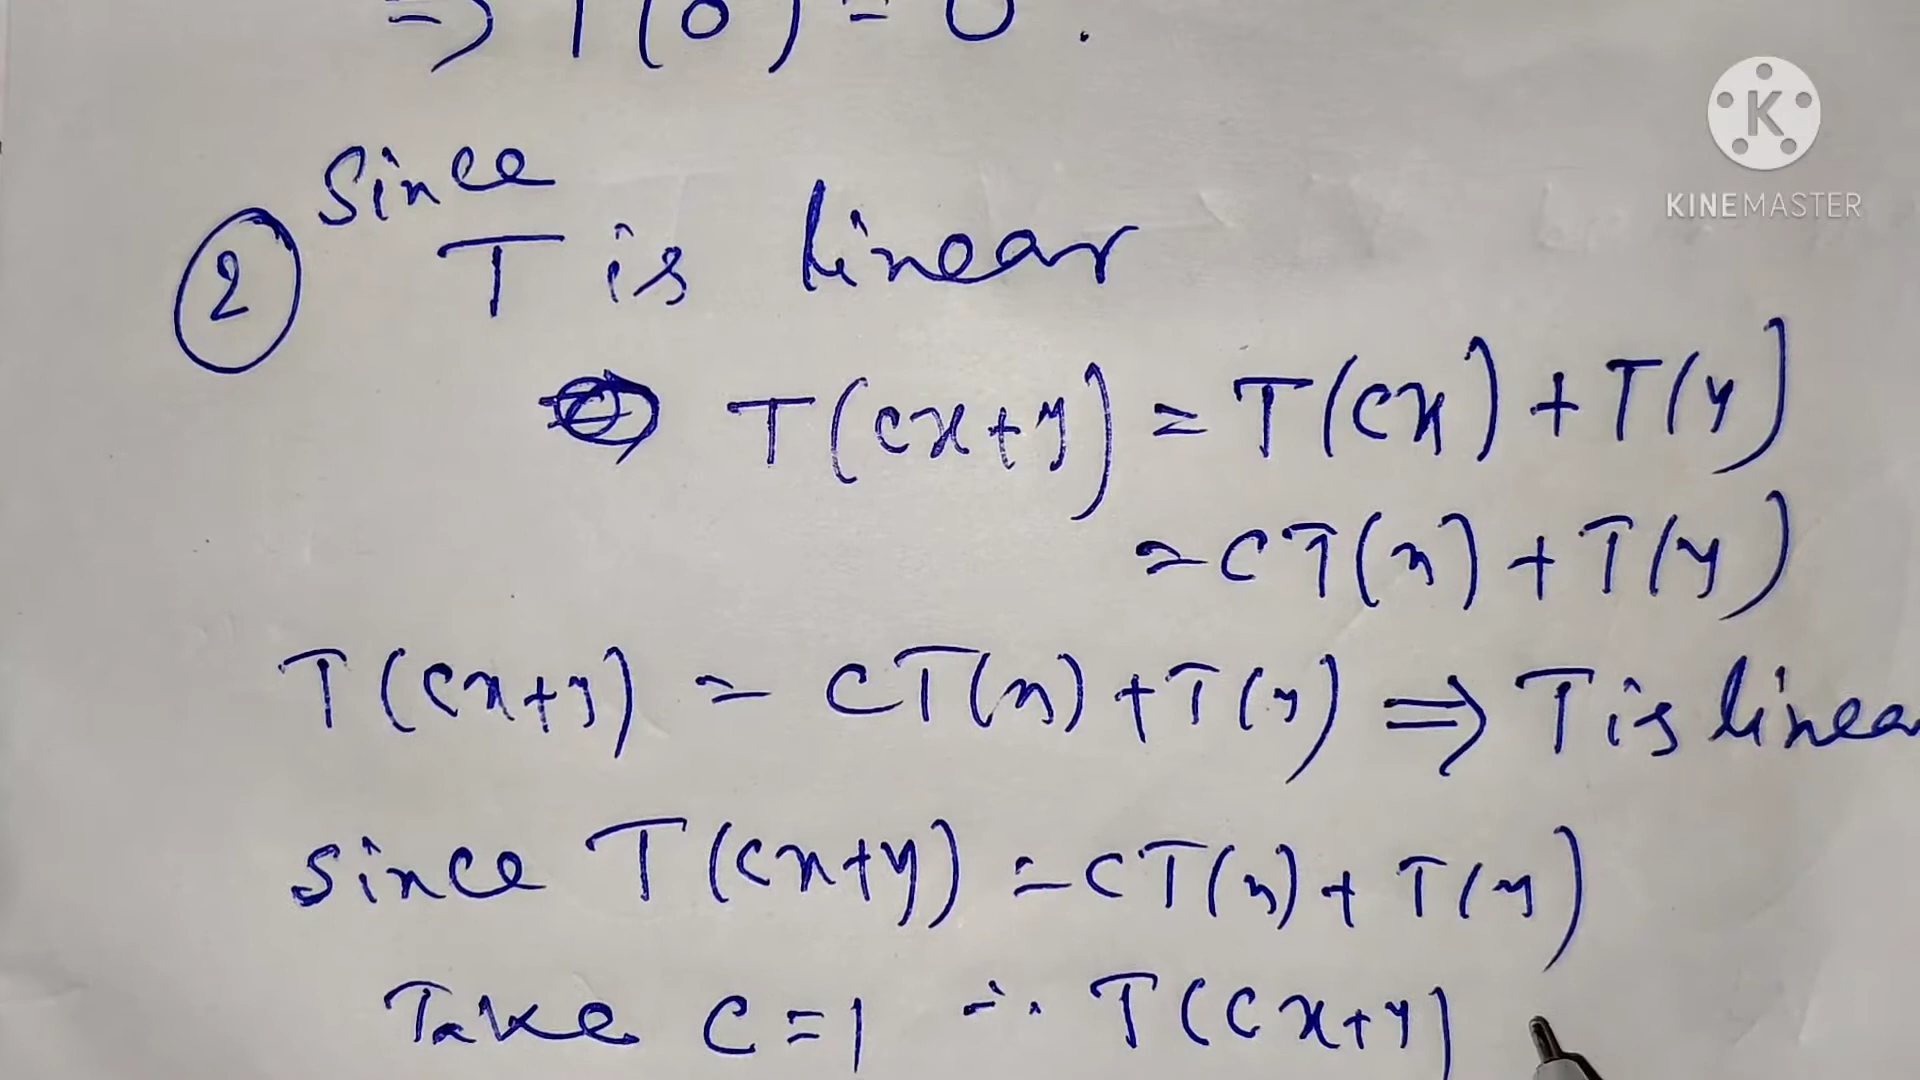 => T(0) = 0.
K
KINEMASTER
Since
② T is linear
T(cx+y) = T(cx) + T(y)
= cT(x) + T(y)
T(cx+y) = cT(x) + T(y) => T is linea
since T(cx+y) = cT(x) + T(y)
Take c=1 ∴ T(cx+y)